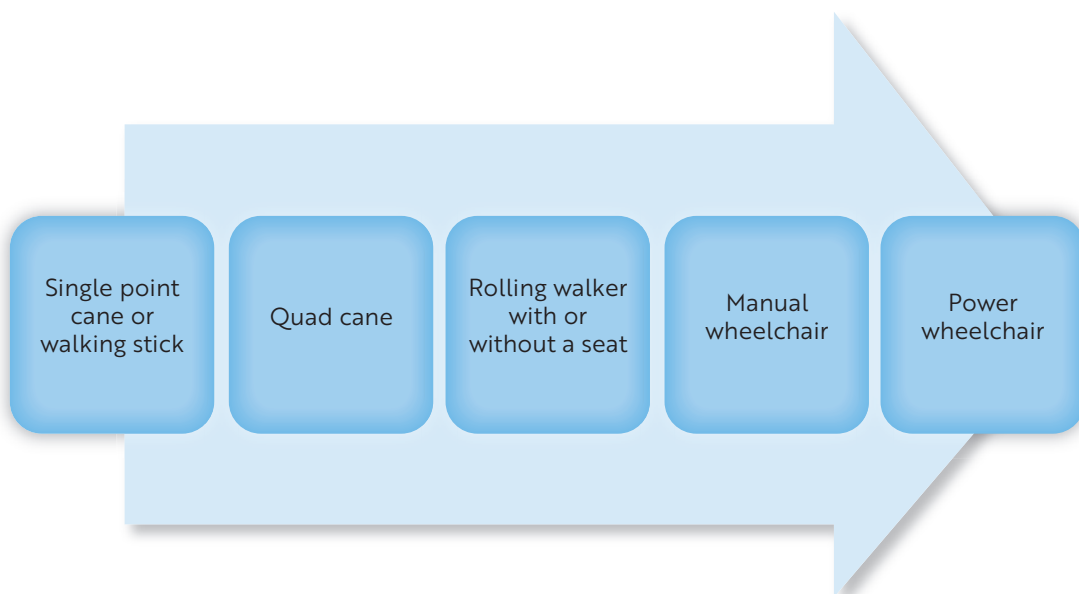 Single point
cane or
walking stick
Quad cane
Rolling walker
with or
without a seat
Manual
wheelchair
Power
wheelchair